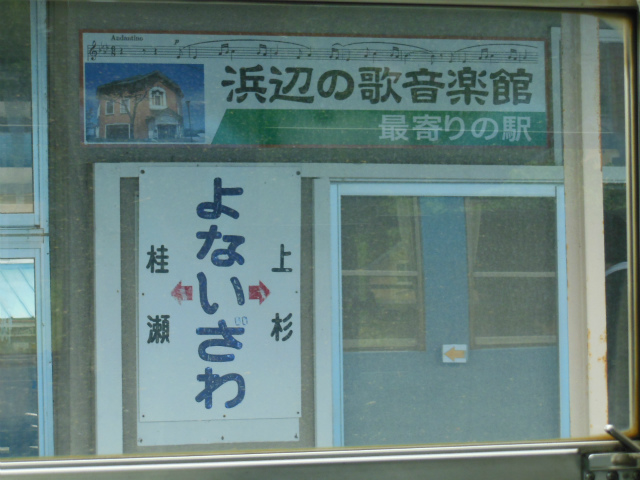 Andantino
浜辺の歌音楽館
最寄りの駅
よないざわ
上杉
桂瀬